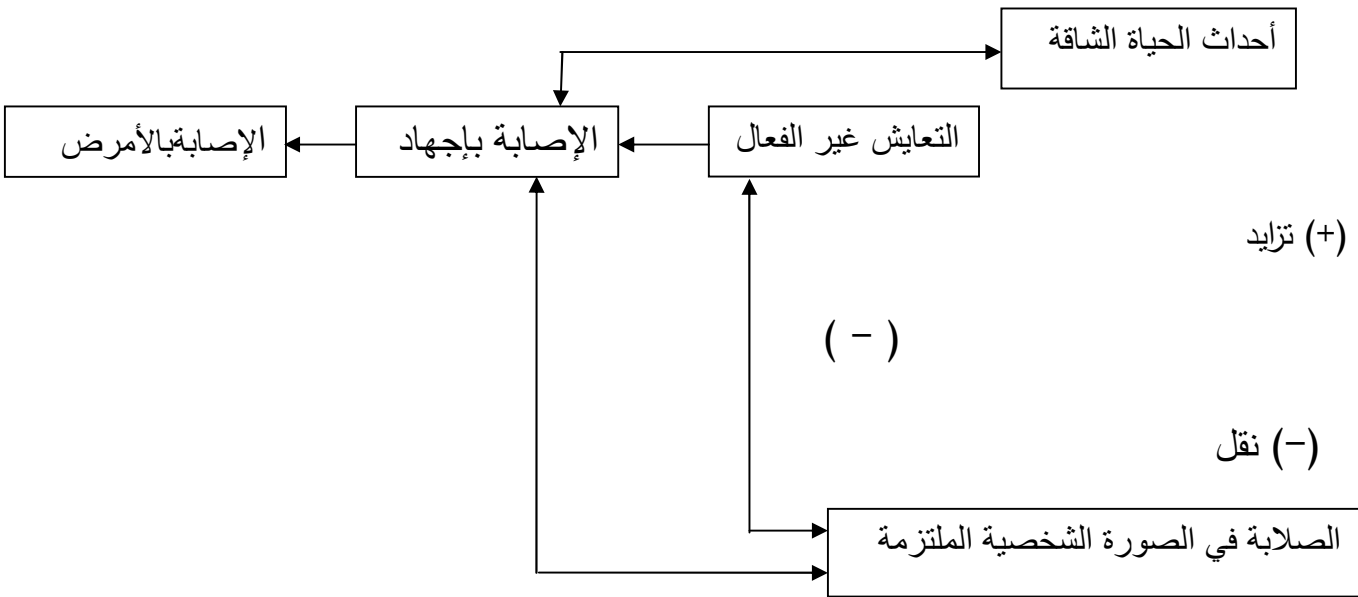 أحداث الحياة الشاقة
التعايش غير الفعال
الإصابة بإجهاد
الإصابةبالأمرض
(+) تزايد
( – )
(–) نقل
الصلابة في الصورة الشخصية الملتزمة